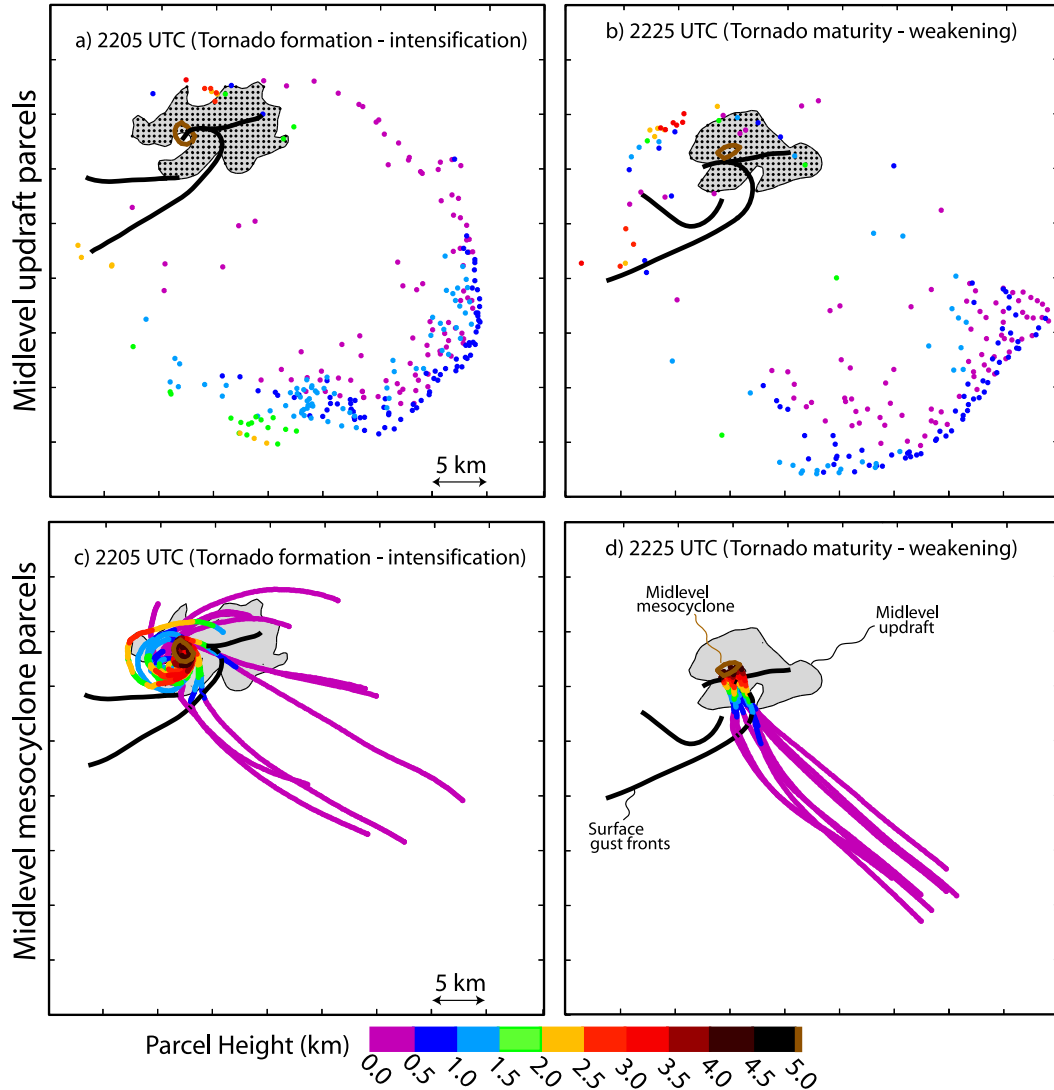 a) 2205 UTC (Tornado formation - intensification)
b) 2225 UTC (Tornado maturity - weakening)
Midlevel updraft parcels
5 km
c) 2205 UTC (Tornado formation - intensification)
d) 2225 UTC (Tornado maturity - weakening)
Midlevel mesocyclone parcels
Midlevel
mesocyclone
Midlevel
updraft
Surface
gust fronts
5 km
Parcel Height (km)
0.0 0.5 1.0 1.5 2.0 2.5 3.0 3.5 4.0 4.5 5.0